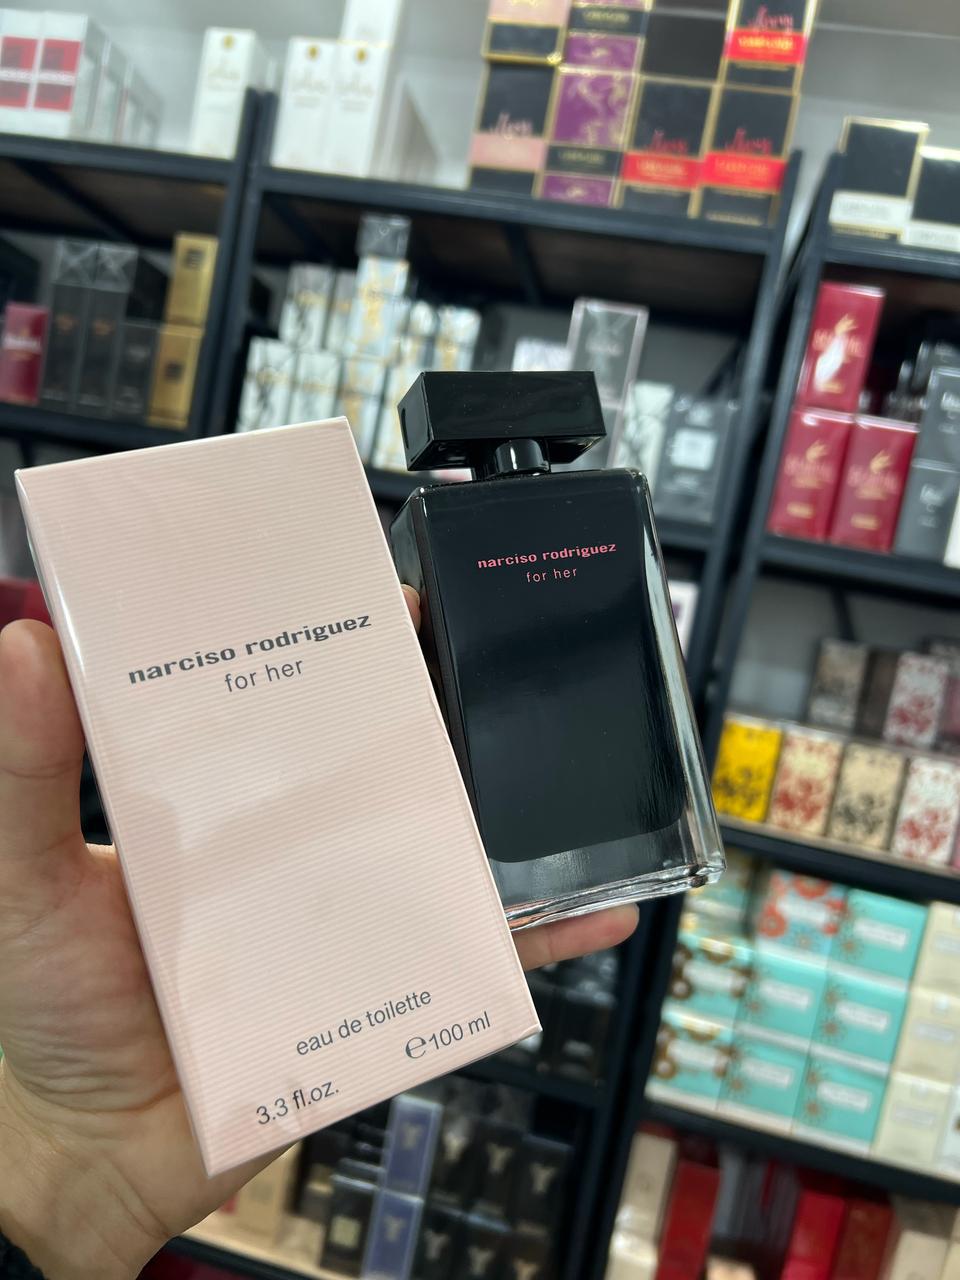 narciso rodriguez
for her
narciso rodriguez
for her
eau de toilette
℮100 ml
3.3 fl.oz.